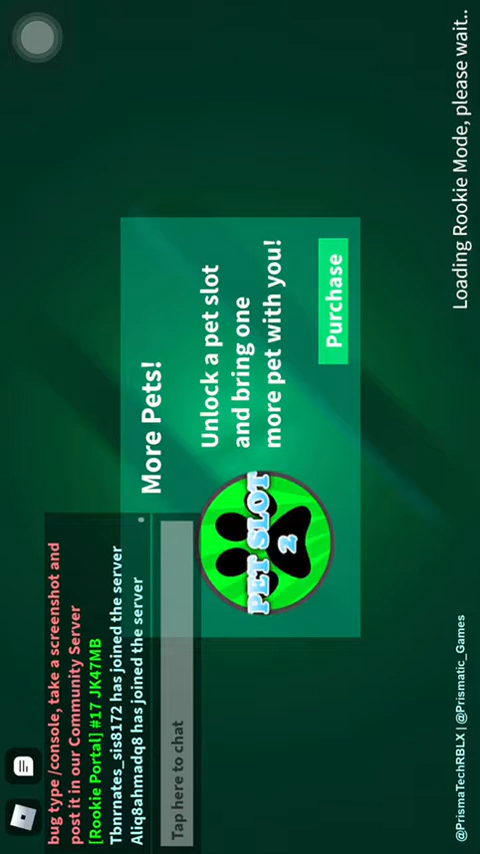 bug type /console, take a screenshot and
post it in our Community Server
[Rookie Portal] #17 JK47MB
Tbnrnates_sis8172 has joined the server
Aliq8ahmadq8 has joined the server
Tap here to chat
More Pets!
Unlock a pet slot
and bring one
more pet with you!
PET SLOT
2
Purchase
@PrismaTechRBLX | @Prismatic_Games
Loading Rookie Mode, please wait..